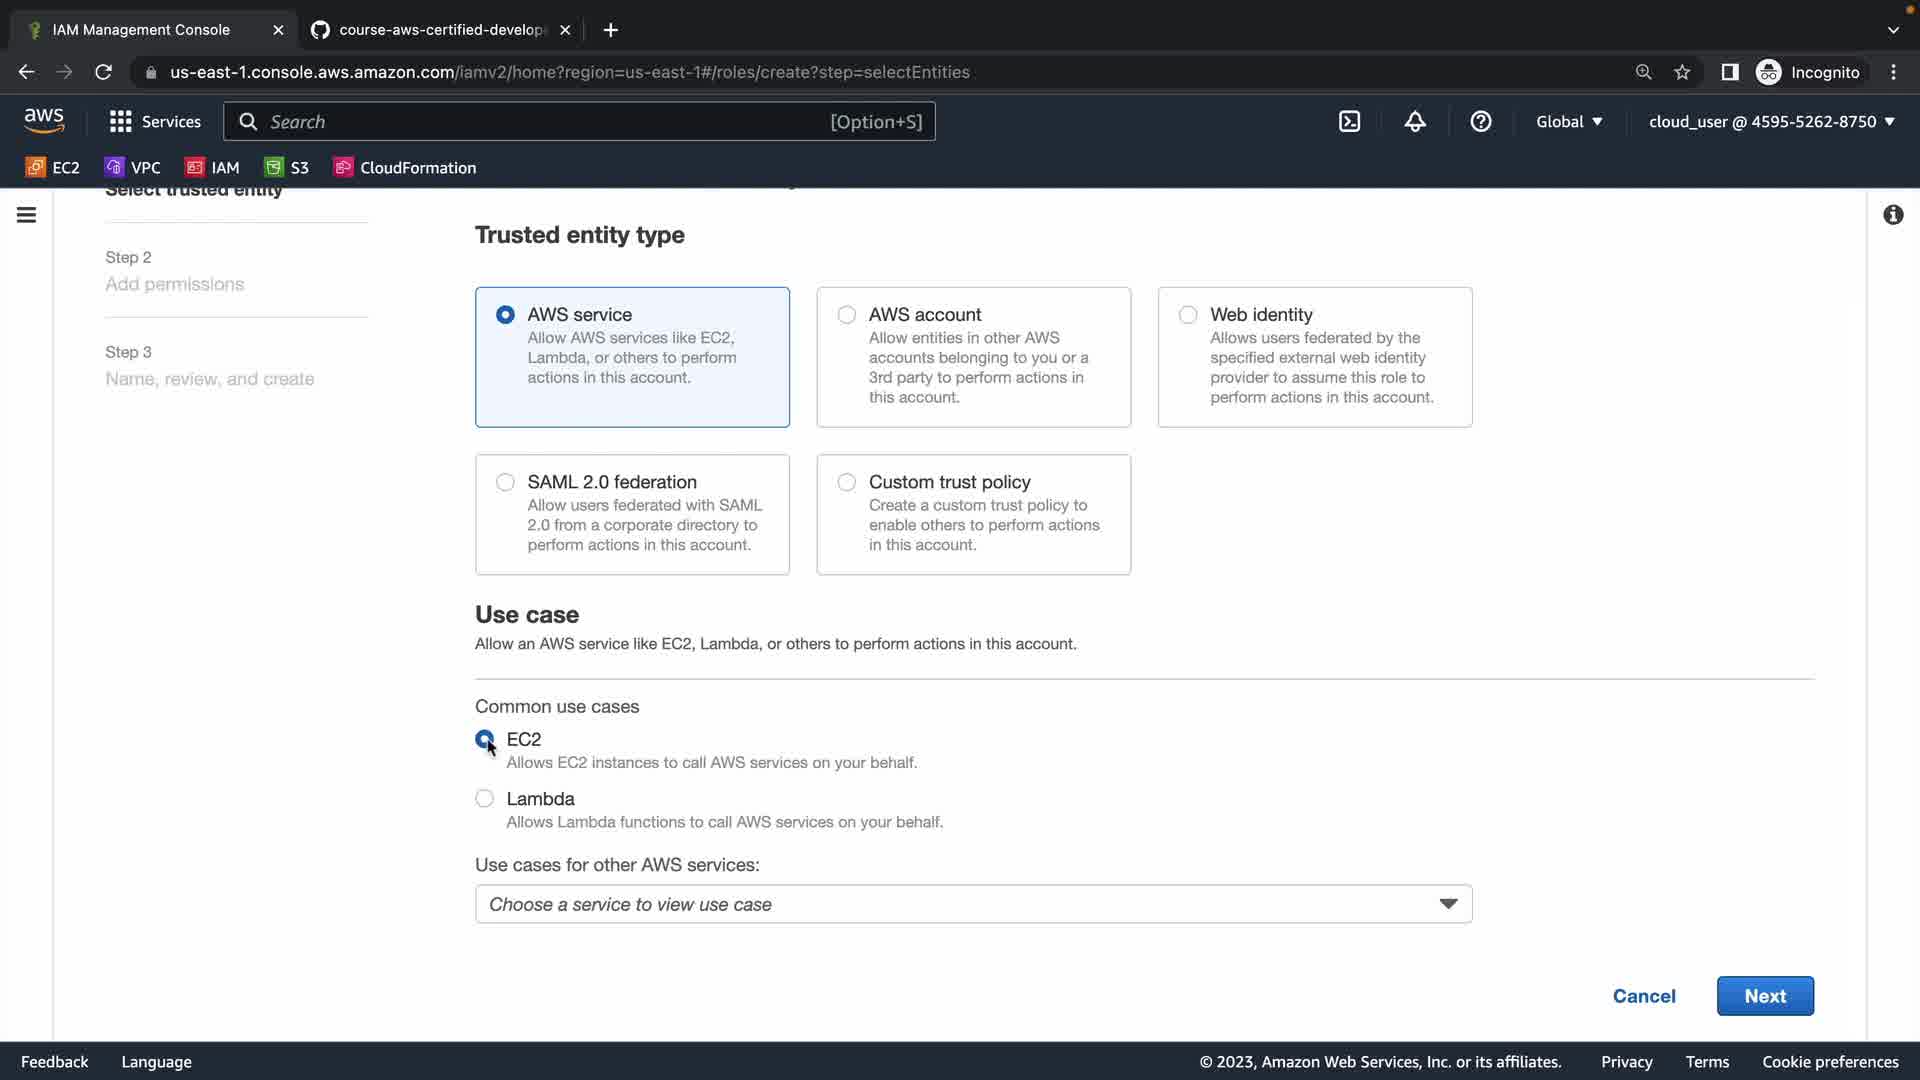 IAM Management Console
course-aws-certified-develop
us-east-1.console.aws.amazon.com/iamv2/home?region=us-east-1#/roles/create?step=selectEntities
Incognito
aws
Services
Search
[Option+S]
Global
cloud_user @ 4595-5262-8750
EC2
VPC
IAM
S3
CloudFormation
Select trusted entity
Step 2
Add permissions
Step 3
Name, review, and create
Trusted entity type
AWS service
Allow AWS services like EC2,
Lambda, or others to perform
actions in this account.
AWS account
Allow entities in other AWS
accounts belonging to you or a
3rd party to perform actions in
this account.
Web identity
Allows users federated by the
specified external web identity
provider to assume this role to
perform actions in this account.
SAML 2.0 federation
Allow users federated with SAML
2.0 from a corporate directory to
perform actions in this account.
Custom trust policy
Create a custom trust policy to
enable others to perform actions
in this account.
Use case
Allow an AWS service like EC2, Lambda, or others to perform actions in this account.
Common use cases
EC2
Allows EC2 instances to call AWS services on your behalf.
Lambda
Allows Lambda functions to call AWS services on your behalf.
Use cases for other AWS services:
Choose a service to view use case
Cancel
Next
Feedback
Language
© 2023, Amazon Web Services, Inc. or its affiliates.
Privacy
Terms
Cookie preferences